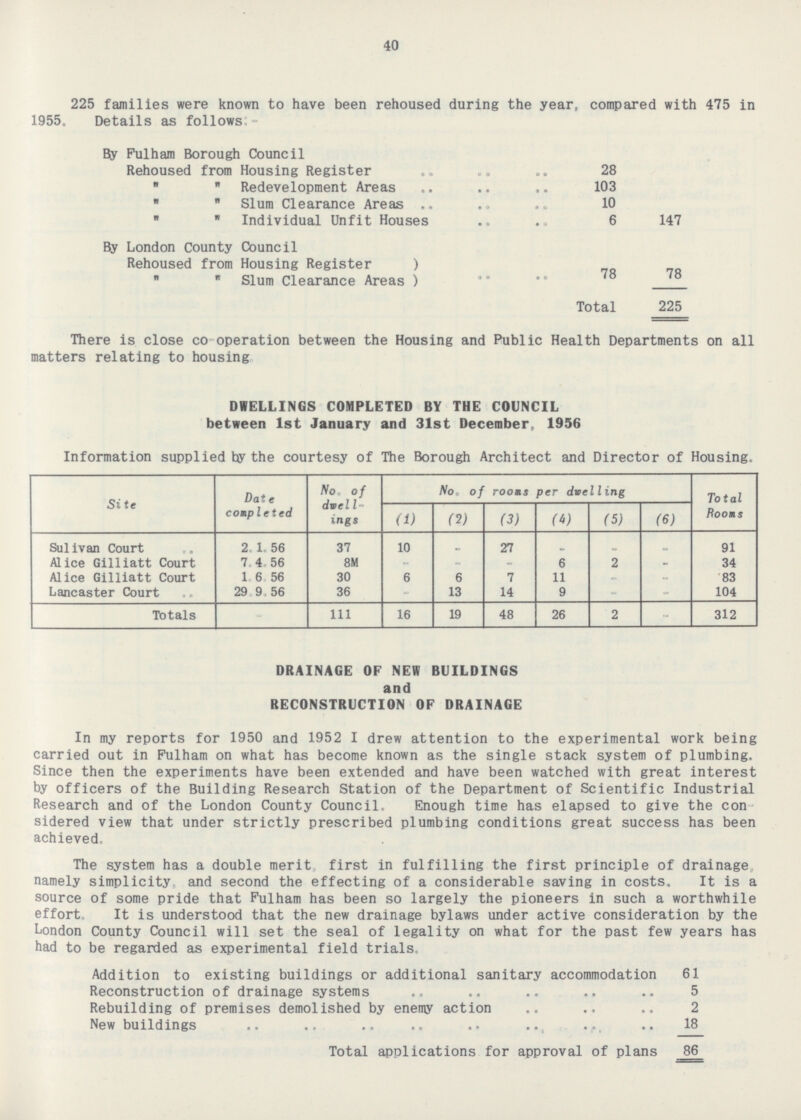 40
225 families were known to have been rehoused during the year, compared with 475 in
1955. Details as follows:-
By Fulham Borough Council
Rehoused from Housing Register .. .. .. 28
" " Redevelopment Areas .. .. .. 103
" " Slum Clearance Areas .. .. .. 10
" " Individual Unfit Houses .. .. 6 147
By London County Council
Rehoused from Housing Register )
" " Slum Clearance Areas ) .. .. 78 78
Total 225
There is close co-operation between the Housing and Public Health Departments on all
matters relating to housing.
DWELLINGS COMPLETED BY THE COUNCIL
between 1st January and 31st December, 1956
Information supplied by the courtesy of The Borough Architect and Director of Housing.
Site Date completed No. of dwell-ings No. of rooms per dwelling Total Rooms
(1) (2) (3) (4) (5) (6)
Sulivan Court .. 2.1.56 37 10 - 27 - - - 91
Alice Gilliatt Court 7.4.56 8M - - - 6 2 - 34
Alice Gilliatt Court 1.6.56 30 6 6 7 11 - - 83
Lancaster Court .. 29.9.56 36 - 13 14 9 - - 104
Totals - 111 16 19 48 26 2 - 312
DRAINAGE OF NEW BUILDINGS
and
RECONSTRUCTION OF DRAINAGE
In my reports for 1950 and 1952 I drew attention to the experimental work being
carried out in Fulham on what has become known as the single stack system of plumbing.
Since then the experiments have been extended and have been watched with great interest
by officers of the Building Research Station of the Department of Scientific Industrial
Research and of the London County Council. Enough time has elapsed to give the con-
sidered view that under strictly prescribed plumbing conditions great success has been
achieved.
The system has a double merit, first in fulfilling the first principle of drainage,
namely simplicity, and second the effecting of a considerable saving in costs. It is a
source of some pride that Fulham has been so largely the pioneers in such a worthwhile
effort. It is understood that the new drainage bylaws under active consideration by the
London County Council will set the seal of legality on what for the past few years has
had to be regarded as experimental field trials.
Addition to existing buildings or additional sanitary accommodation 61
Reconstruction of drainage systems .. .. .. .. .. 5
Rebuilding of premises demolished by enemy action .. .. .. 2
New buildings .. .. .. .. .. .. .. .. 18
Total applications for approval of plans 86